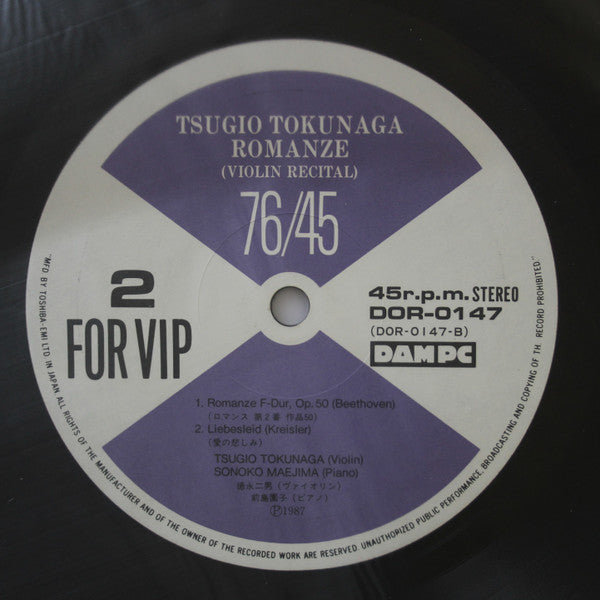 TSUGIO TOKUNAGA
ROMANZE
(VIOLIN RECITAL)
76/45
2
FOR VIP
45r.p.m. STEREO
DOR-0147
(DOR-0147-B)
DAM PC
1. Romanze F-Dur, Op. 50 (Beethoven)
(ロマンス 第2番 作品50)
2. Liebesleid (Kreisler)
(愛の悲しみ)
TSUGIO TOKUNAGA (Violin)
SONOKO MAEJIMA (Piano)
徳永二男 (ヴァイオリン)
前島園子 (ピアノ)
Ⓟ1987
"MFD. BY TOSHIBA-EMI LTD. IN JAPAN ALL RIGHTS OF THE MANUFACTURER AND OF THE OWNER OF THE RECORDED WORK ARE RESERVED. UNAUTHORIZED PUBLIC PERFORMANCE, BROADCASTING AND COPYING OF TH. RECORD PROHIBITED."